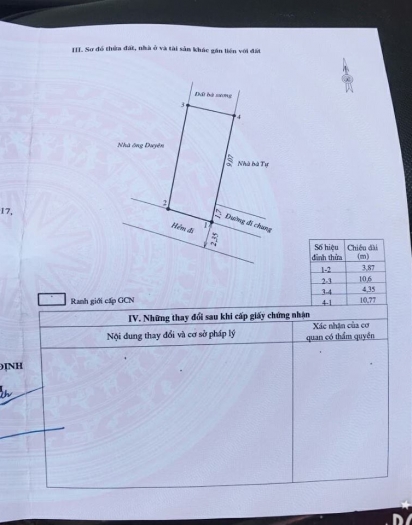 III. Sơ đồ thửa đất, nhà ở và tài sản khác gắn liền với đất
Đất bà sương
3
4
Nhà ông Duyên
9,07
Nhà bà Tự
17,
2
1,7
1
Đường đi chung
Hẻm đi
2,35
Số hiệu đỉnh thửa
Chiều dài (m)
1-2 3,87
2-3 10,6
3-4 4,35
4-1 10,77
Ranh giới cấp GCN
IV. Những thay đổi sau khi cấp giấy chứng nhận
Nội dung thay đổi và cơ sở pháp lý
Xác nhận của cơ
quan có thẩm quyền
ĐỊNH